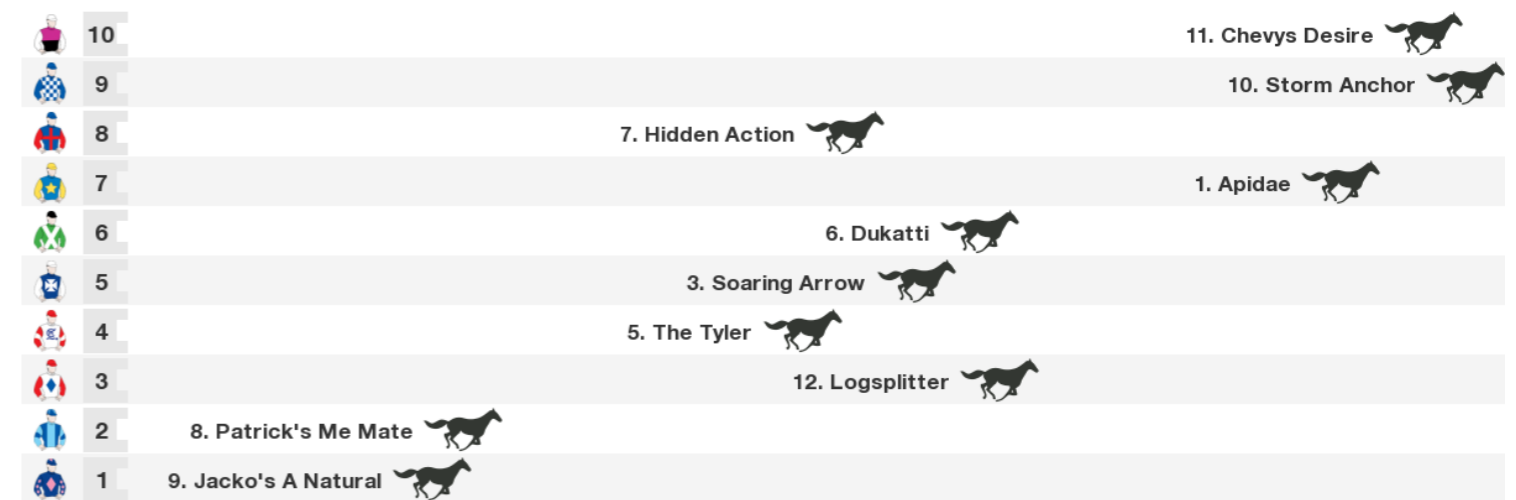 10 11. Chevys Desire
9 10. Storm Anchor
8 7. Hidden Action
7 1. Apidae
6 6. Dukatti
5 3. Soaring Arrow
4 5. The Tyler
3 12. Logsplitter
2 8. Patrick's Me Mate
1 9. Jacko's A Natural